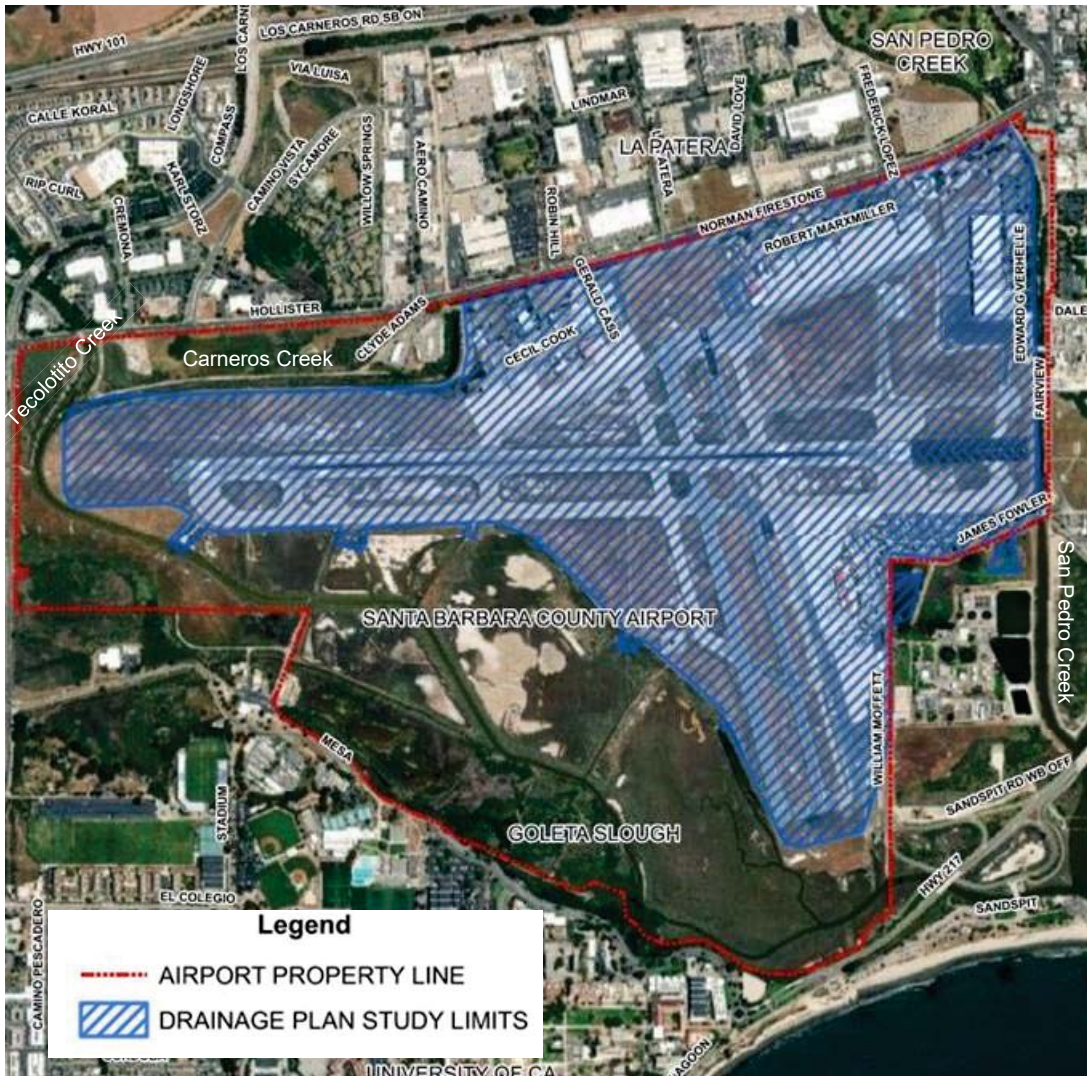 HWY 101
LOS CARNEROS RD SB ON
LOS CARN
SAN PEDRO
CREEK
VIA LUISA
LONGSHORE
CALLE KORAL
COMPASS
LINDMAR
DAVID LOVE
FREDERICK LOPEZ
LA PATERA
CAMINO VISTA
SYCAMORE
WILLOW SPRINGS
AERO CAMINO
RIP CURL
KARL STORZ
CREMONA
ROBIN HILL
NORMAN FIRESTONE
ROBERT MARXMILLER
GERALD CASS
EDWARD G VERHELLE
HOLLISTER
CLYDE ADAMS
CECIL COOK
DALE
Tecolotito Creek
Carneros Creek
FAIRVIEW
JAMES FOWLER
San Pedro Creek
SANTA BARBARA COUNTY AIRPORT
WILLIAM MOFFETT
MESA
SANDSPIT RD WB OFF
STADIUM
GOLETA SLOUGH
HWY 217
EL COLEGIO
SANDSPIT
CAMINO PESCADERO
Legend
AIRPORT PROPERTY LINE
DRAINAGE PLAN STUDY LIMITS
UNIVERSITY OF CA
AGOON